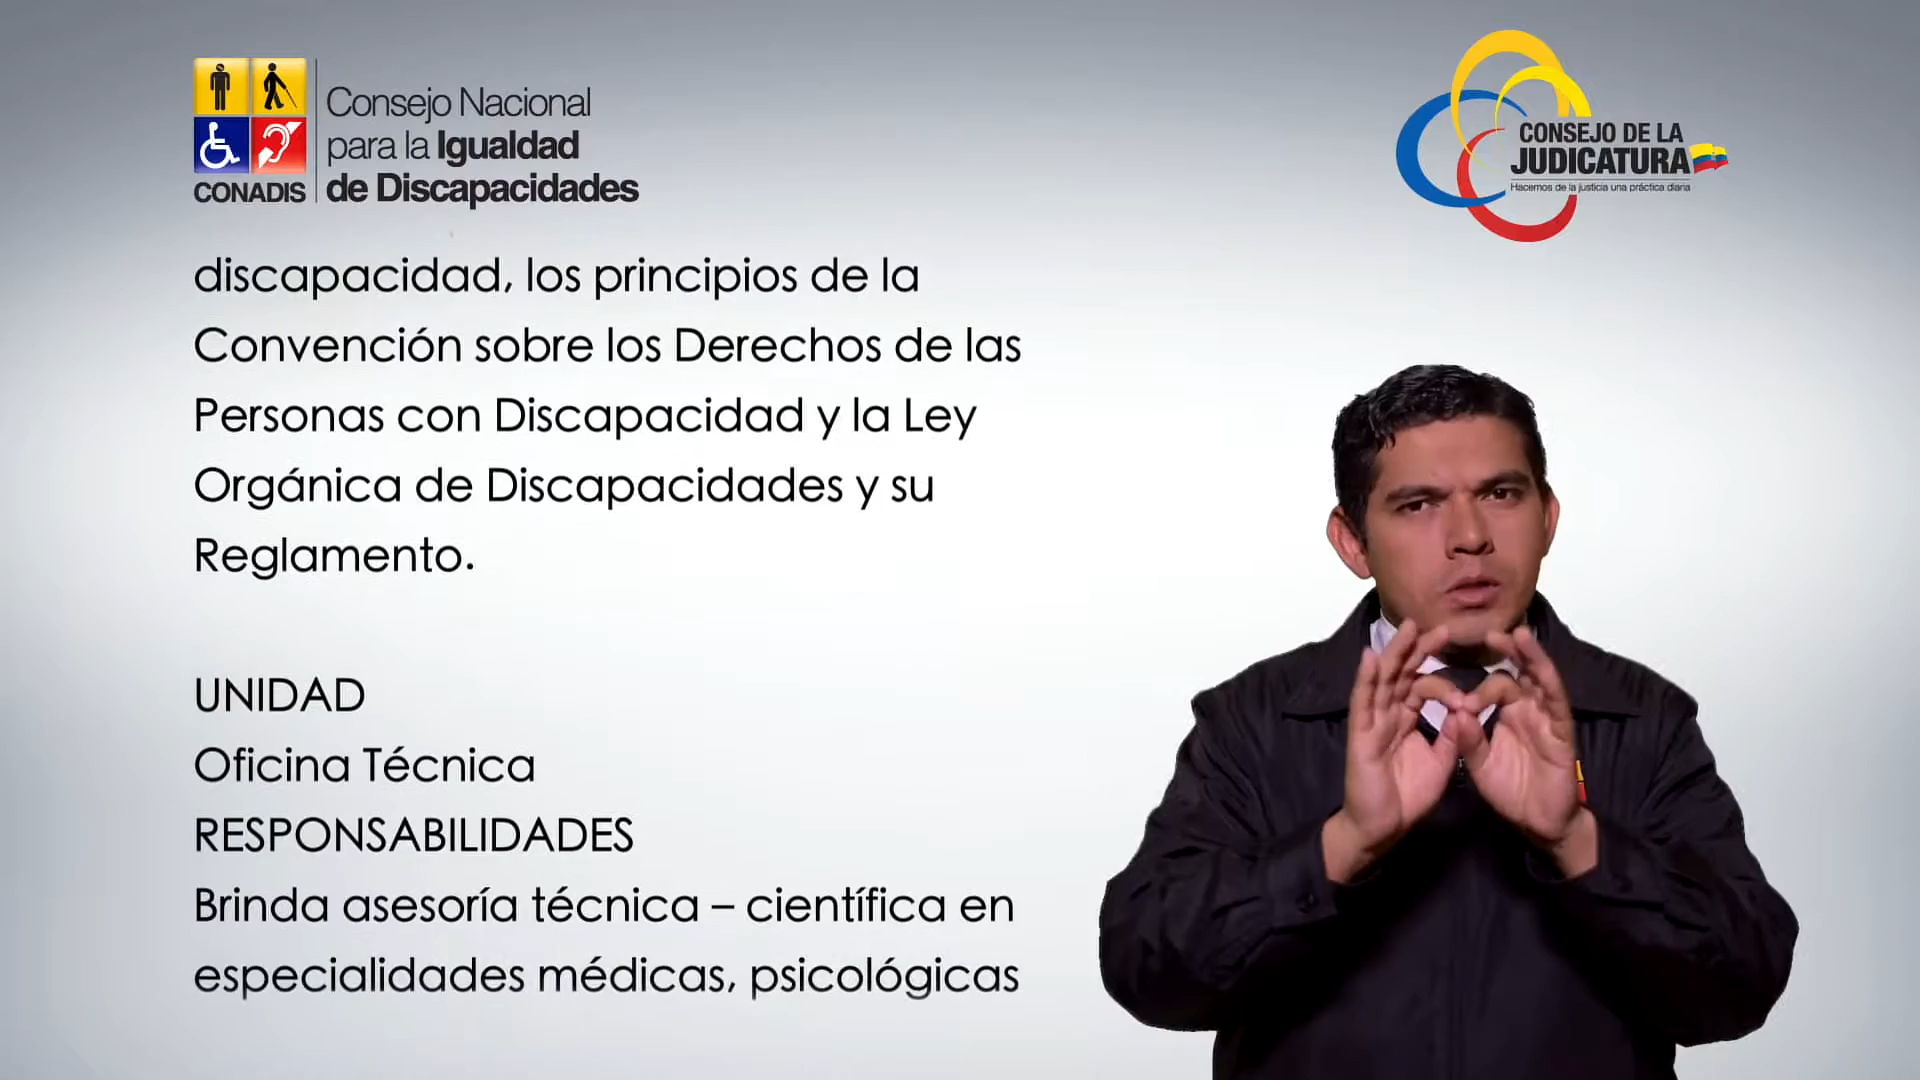 Consejo Nacional
para la Igualdad
de Discapacidades
CONADIS
CONSEJO DE LA
JUDICATURA
Hacemos de la justicia una práctica diaria
discapacidad, los principios de la
Convención sobre los Derechos de las
Personas con Discapacidad y la Ley
Orgánica de Discapacidades y su
Reglamento.
UNIDAD
Oficina Técnica
RESPONSABILIDADES
Brinda asesoría técnica – científica en
especialidades médicas, psicológicas